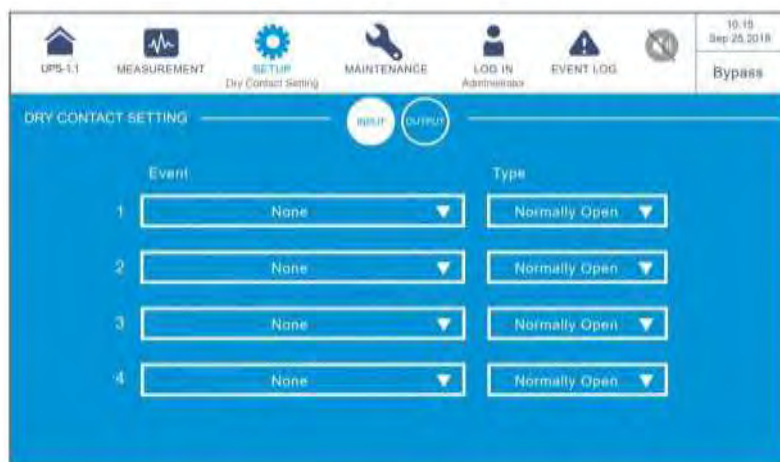 10:15
Sep 25,2018
UPS-1.1
MEASUREMENT
SETUP
MAINTENANCE
LOG IN
EVENT LOG
Dry Contact Setting
Administrator
Bypass
DRY CONTACT SETTING
INPUT
OUTPUT
Event
Type
1
None
Normally Open
2
None
Normally Open
3
None
Normally Open
4
None
Normally Open